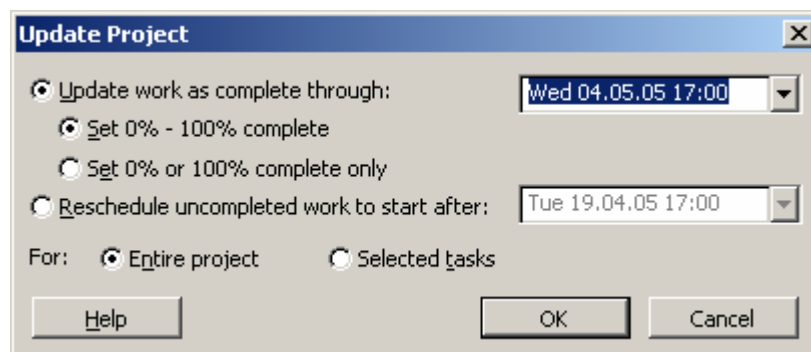 Update Project
Update work as complete through: Wed 04.05.05 17:00
Set 0% - 100% complete
Set 0% or 100% complete only
Reschedule uncompleted work to start after: Tue 19.04.05 17:00
For: Entire project Selected tasks
Help OK Cancel